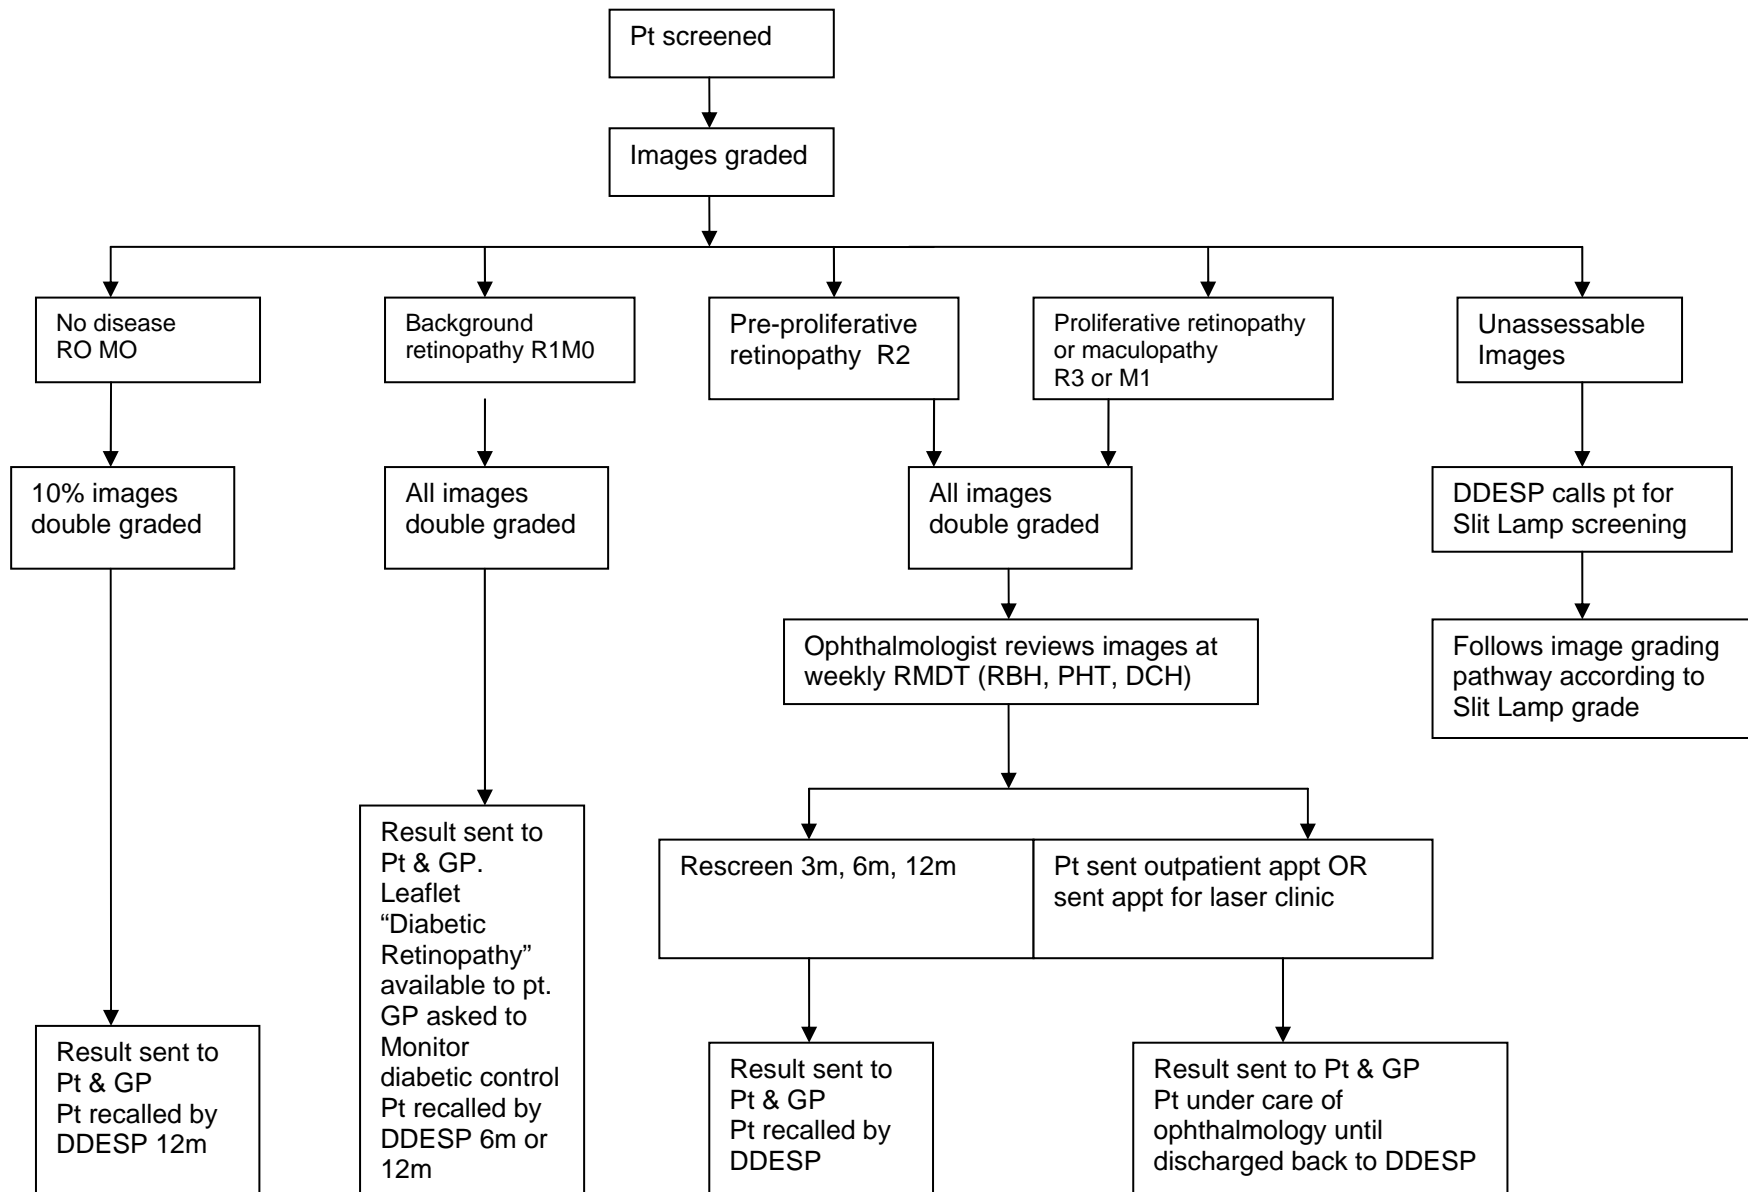 Pt screened
Images graded
No disease
RO MO
Background
retinopathy R1M0
Pre-proliferative
retinopathy R2
Proliferative retinopathy
or maculopathy
R3 or M1
Unassessable
Images
10% images
double graded
All images
double graded
All images
double graded
DDESP calls pt for
Slit Lamp screening
Ophthalmologist reviews images at
weekly RMDT (RBH, PHT, DCH)
Follows image grading
pathway according to
Slit Lamp grade
Result sent to
Pt & GP.
Leaflet
“Diabetic
Retinopathy”
available to pt.
GP asked to
Monitor
diabetic control
Pt recalled by
DDESP 6m or
12m
Rescreen 3m, 6m, 12m
Pt sent outpatient appt OR
sent appt for laser clinic
Result sent to
Pt & GP
Pt recalled by
DDESP 12m
Result sent to
Pt & GP
Pt recalled by
DDESP
Result sent to Pt & GP
Pt under care of
ophthalmology until
discharged back to DDESP